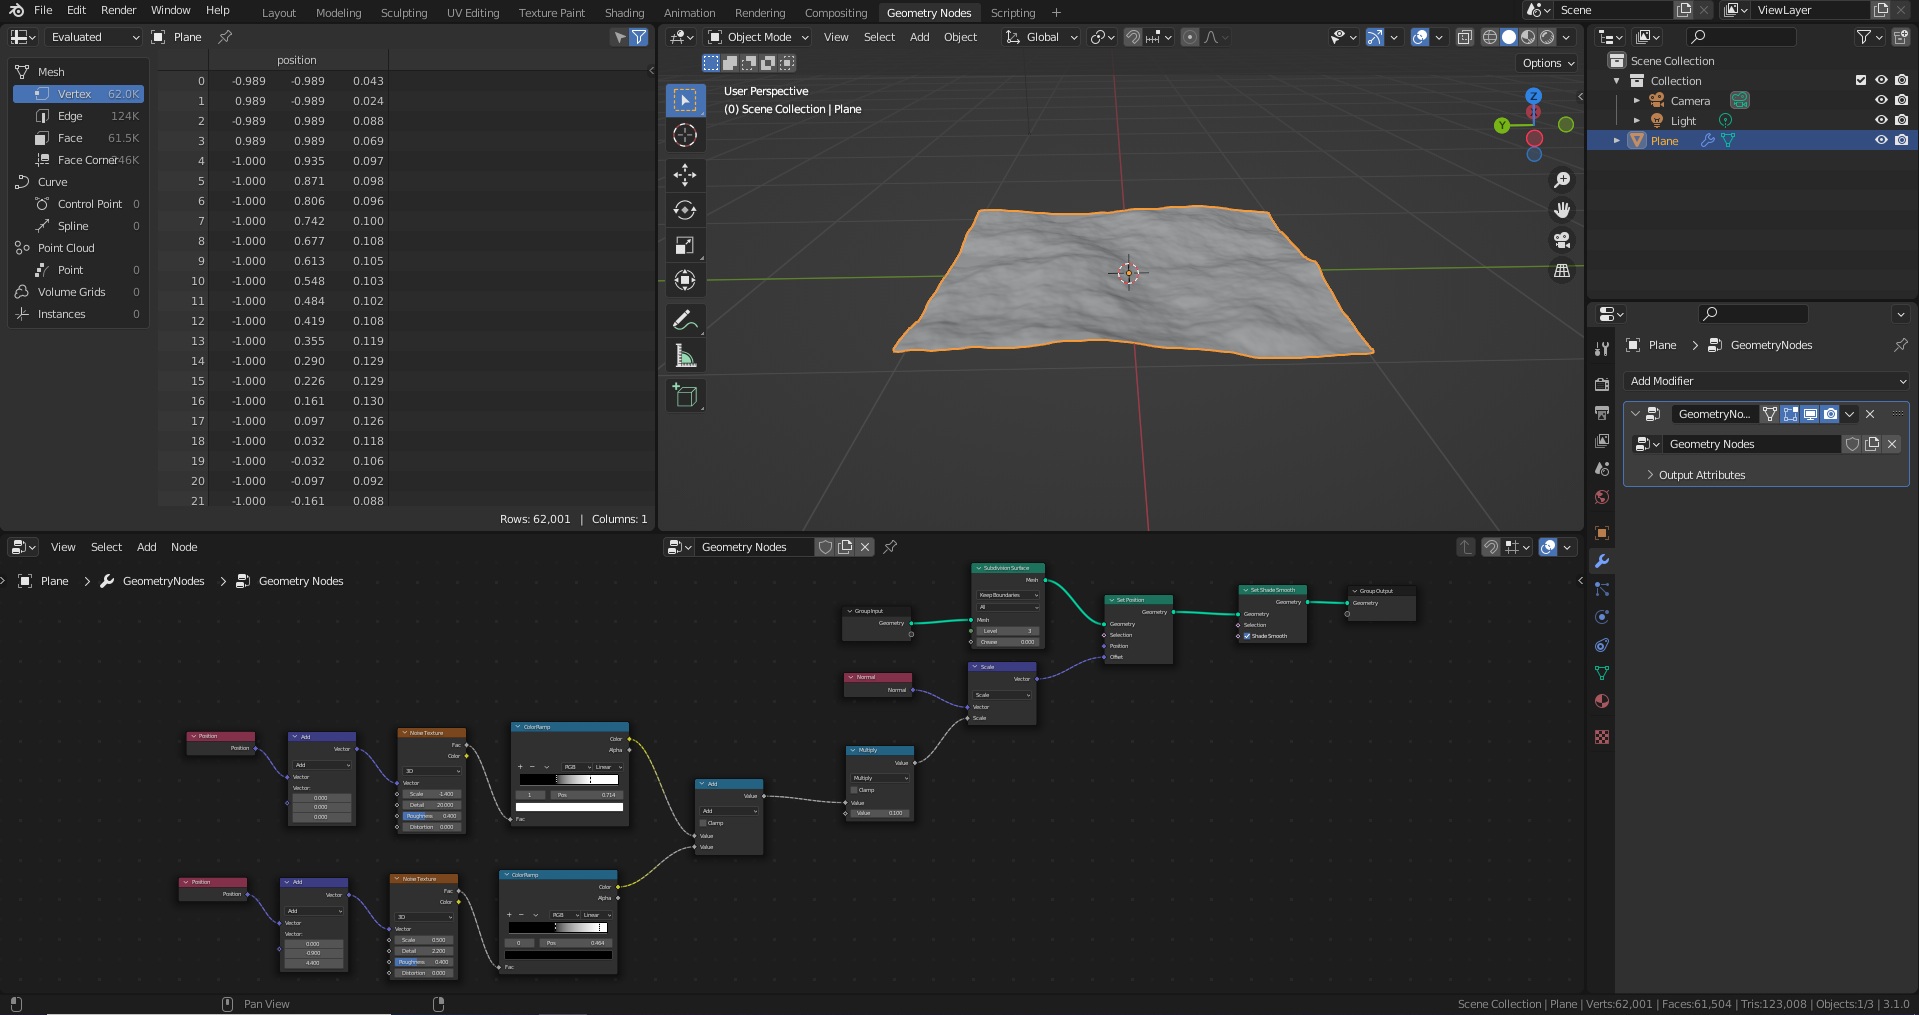 File Edit Render Window Help Layout Modeling Sculpting UV Editing Texture Paint Shading Animation Rendering Compositing Geometry Nodes Scripting + Scene ViewLayer
Evaluated Plane
position
Mesh
Vertex 62.0K
Edge 124K
Face 61.5K
Face Corner 246K
Curve
Control Point 0
Spline 0
Point Cloud
Point 0
Volume Grids 0
Instances 0
0 -0.989 -0.989 0.043
1 0.989 -0.989 0.024
2 -0.989 0.989 0.088
3 0.989 0.989 0.069
4 -1.000 0.935 0.097
5 -1.000 0.871 0.098
6 -1.000 0.806 0.096
7 -1.000 0.742 0.100
8 -1.000 0.677 0.108
9 -1.000 0.613 0.105
10 -1.000 0.548 0.103
11 -1.000 0.484 0.102
12 -1.000 0.419 0.108
13 -1.000 0.355 0.119
14 -1.000 0.290 0.129
15 -1.000 0.226 0.129
16 -1.000 0.161 0.130
17 -1.000 0.097 0.126
18 -1.000 0.032 0.118
19 -1.000 -0.032 0.106
20 -1.000 -0.097 0.092
21 -1.000 -0.161 0.088
Rows: 62,001 | Columns: 1
Object Mode View Select Add Object Global
Options
User Perspective
(0) Scene Collection | Plane
Z
Y
Scene Collection
Collection
Camera
Light
Plane
Plane > GeometryNodes
Add Modifier
GeometryNo...
Geometry Nodes
Output Attributes
View Select Add Node Geometry Nodes
Plane > GeometryNodes > Geometry Nodes
Group Input
Geometry
Subdivision Surface
Mesh
Keep Boundaries
All
Mesh
Level 3
Crease 0.000
Set Position
Geometry
Geometry
Selection
Position
Offset
Set Shade Smooth
Geometry
Geometry
Selection
Shade Smooth
Group Output
Geometry
Normal
Normal
Scale
Vector
Scale
Vector
Scale
Position
Position
Add
Vector
Add
Vector
Vector:
0.000
0.000
0.000
Noise Texture
Fac
Color
3D
Vector
Scale -1.400
Detail 20.000
Roughness 0.400
Distortion 0.000
ColorRamp
Color
Alpha
+ − RGB Linear
1 Pos 0.714
Fac
Add
Value
Add
Clamp
Value
Value
Multiply
Value
Multiply
Clamp
Value
Value 0.100
Position
Position
Add
Vector
Add
Vector
Vector:
0.000
-0.900
4.400
Noise Texture
Fac
Color
3D
Vector
Scale 0.500
Detail 2.200
Roughness 0.400
Distortion 0.000
ColorRamp
Color
Alpha
+ − RGB Linear
0 Pos 0.464
Fac
Pan View
Scene Collection | Plane | Verts:62,001 | Faces:61,504 | Tris:123,008 | Objects:1/3 | 3.1.0